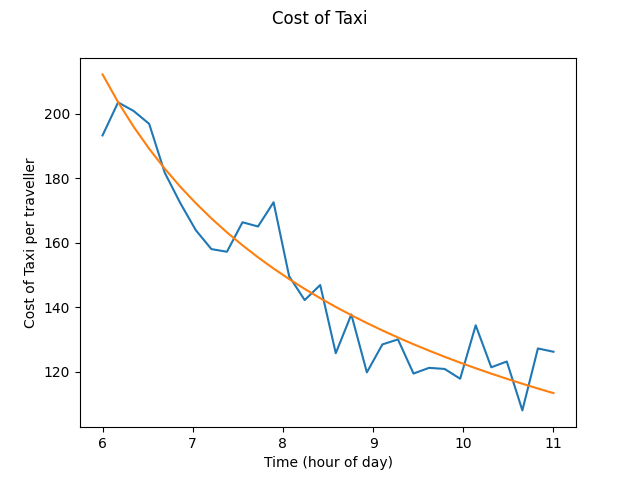 Cost of Taxi
Cost of Taxi per traveller
200
180
160
140
120
6 7 8 9 10 11
Time (hour of day)